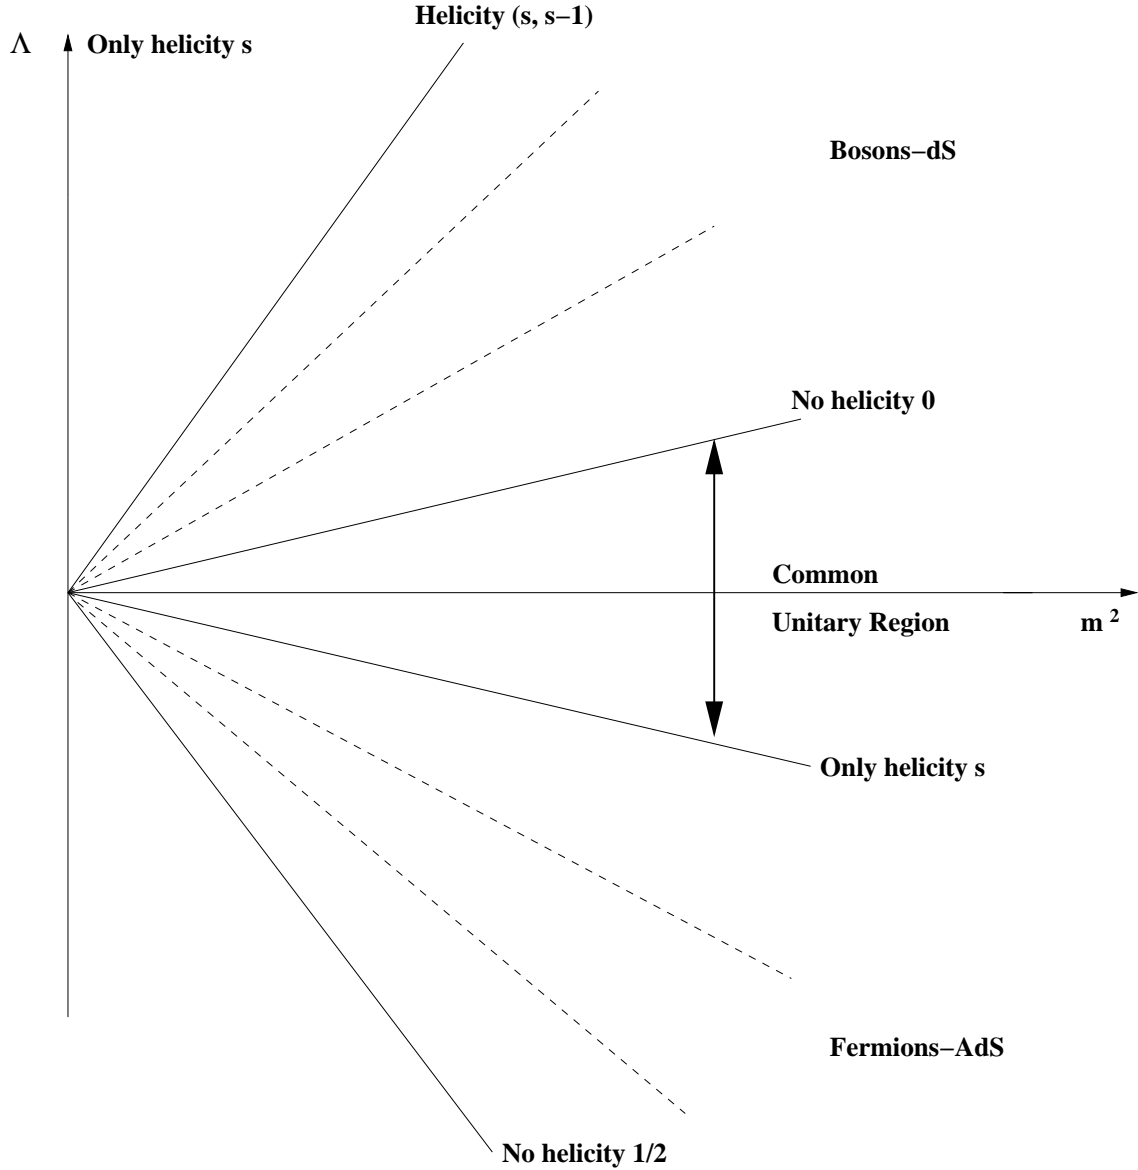 Helicity (s, s−1)
Λ
Only helicity s
Bosons−dS
No helicity 0
Common
Unitary Region
m 2
Only helicity s
Fermions−AdS
No helicity 1/2